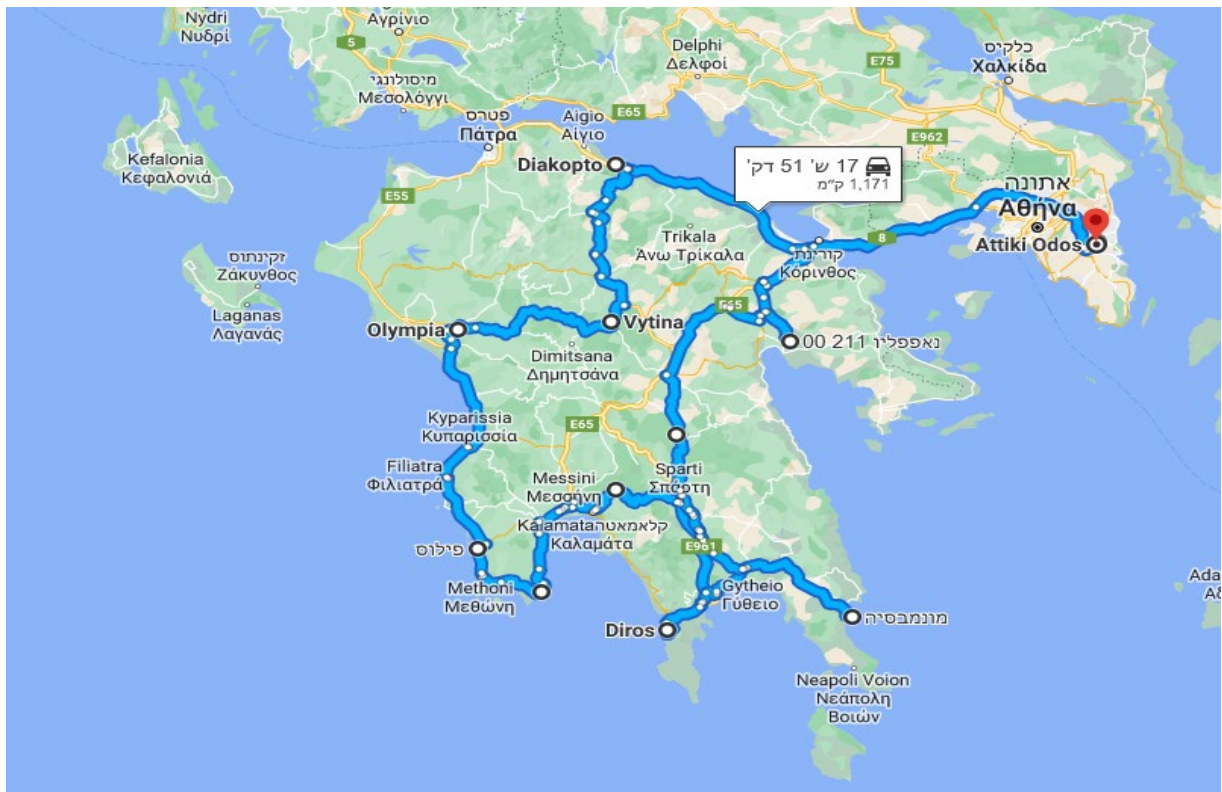 Nydri
Νυδρί
Αγρίνιο
5
מיסולונגי
Μεσολόγγι
Delphi
Δελφοί
E75
כלקיס
Χαλκίδα
E65
E962
פטרס
Πάτρα
Aigio
Αίγιο
Diakopto
Kefalonia
Κεφαλονιά
E55
17 ש' 51 דק'
1,171 ק"מ
אתונה
Αθήνα
Attiki Odos
8
Trikala
Άνω Τρίκαλα
קורינת
Κόρινθος
זקינתוס
Ζάκυνθος
Laganas
Λαγανάς
E65
Olympia
Vytina
נאפפליו 211 00
Dimitsana
Δημητσάνα
Kyparissia
Κυπαρισσία
E65
Filiatra
Φιλιατρά
Messini
Μεσσήνη
Sparti
Σπάρτη
Kalamata קלאמאטה
Καλαμάτα
פילוס
E961
Methoni
Μεθώνη
Gytheio
Γύθειο
Diros
מונמבסיה
Neapoli Voion
Νεάπολη
Βοιών